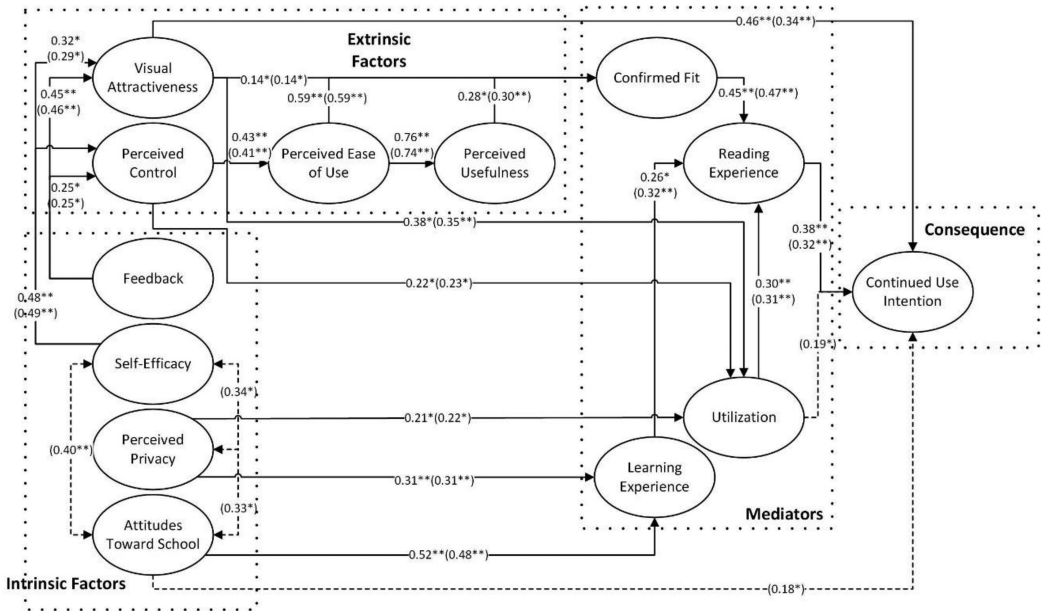 0.46**(0.34**)
0.32*
(0.29*)
Extrinsic
Factors
Visual
Attractiveness
0.14*(0.14*)
Confirmed Fit
0.45**
(0.46**)
0.59**(0.59**)
0.28*(0.30**)
0.45**(0.47**)
0.43**
(0.41**)
0.76**
(0.74**)
Perceived
Control
Perceived Ease
of Use
Perceived
Usefulness
Reading
Experience
0.26*
(0.32**)
0.25*
(0.25*)
0.38*(0.35**)
0.38**
(0.32**)
Consequence
Feedback
0.22*(0.23*)
0.30**
(0.31**)
Continued Use
Intention
0.48**
(0.49**)
(0.19*)
Self-Efficacy
(0.34*)
0.21*(0.22*)
Utilization
Perceived
Privacy
(0.40**)
0.31**(0.31**)
Learning
Experience
(0.33*)
Mediators
Attitudes
Toward School
0.52**(0.48**)
Intrinsic Factors
(0.18*)